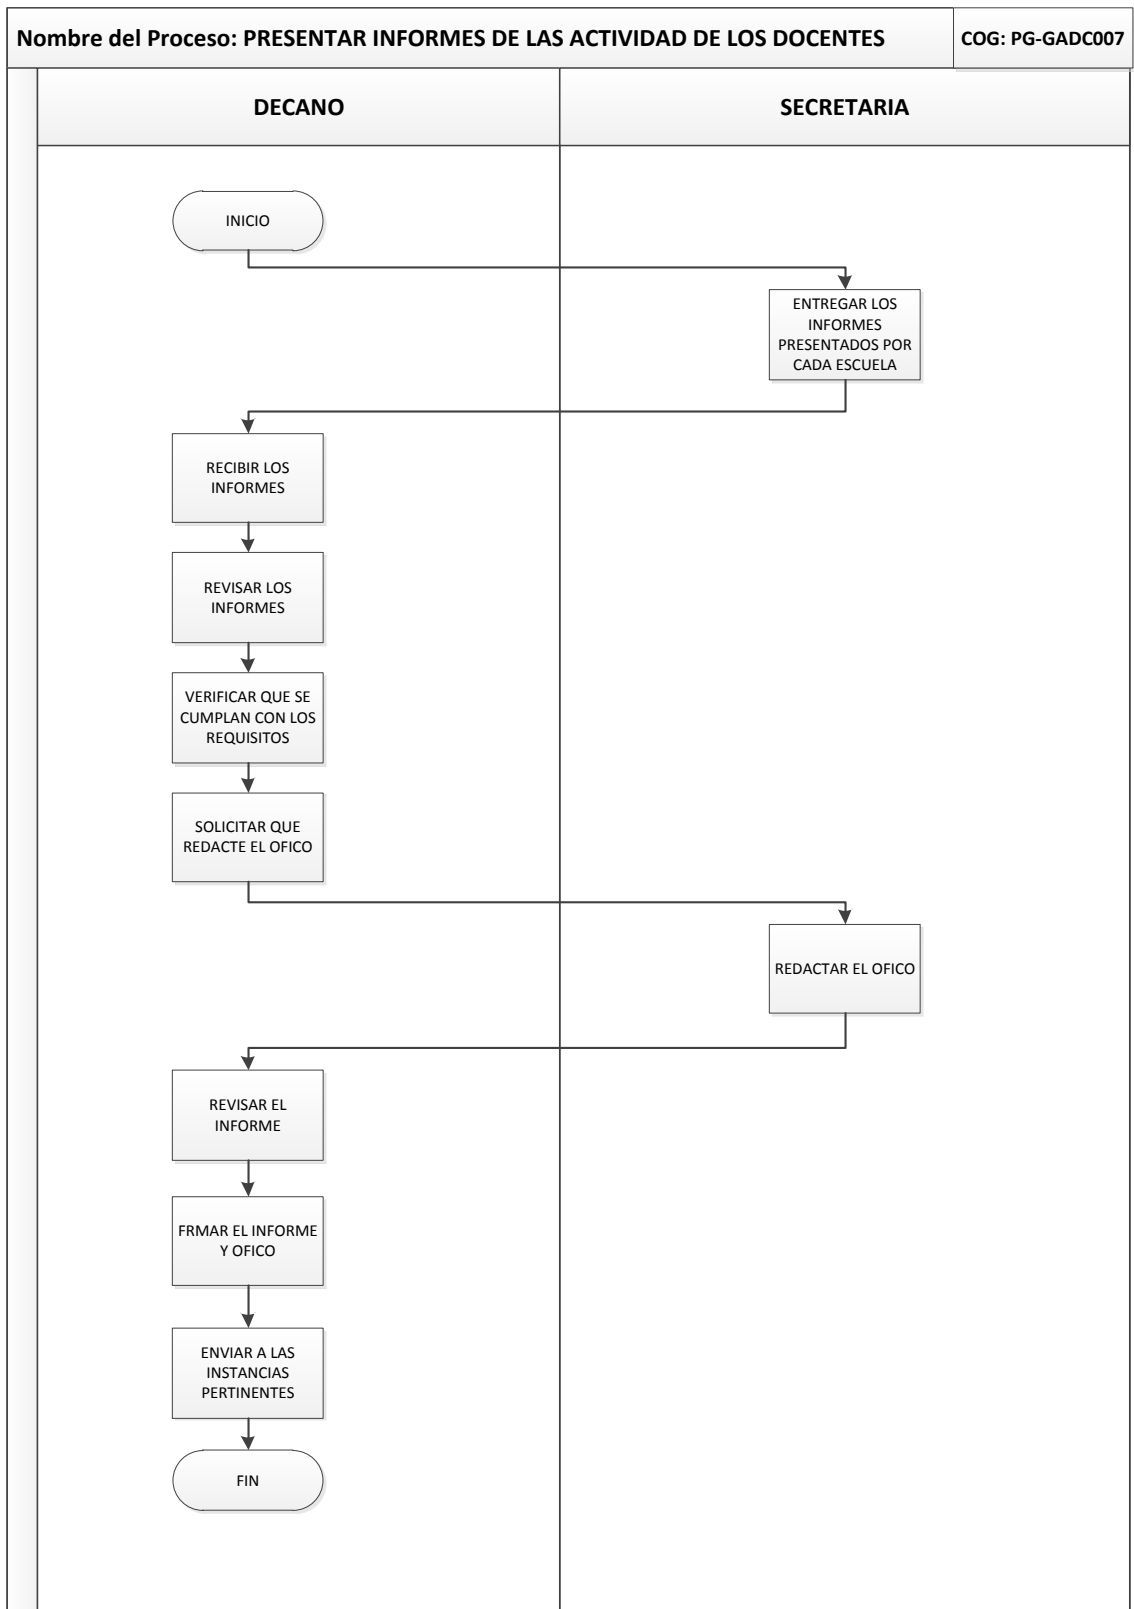 Nombre del Proceso: PRESENTAR INFORMES DE LAS ACTIVIDAD DE LOS DOCENTES
COG: PG-GADC007
DECANO
SECRETARIA
INICIO
ENTREGAR LOS
INFORMES
PRESENTADOS POR
CADA ESCUELA
RECIBIR LOS
INFORMES
REVISAR LOS
INFORMES
VERIFICAR QUE SE
CUMPLAN CON LOS
REQUISITOS
SOLICITAR QUE
REDACTE EL OFICO
REDACTAR EL OFICO
REVISAR EL
INFORME
FRMAR EL INFORME
Y OFICO
ENVIAR A LAS
INSTANCIAS
PERTINENTES
FIN